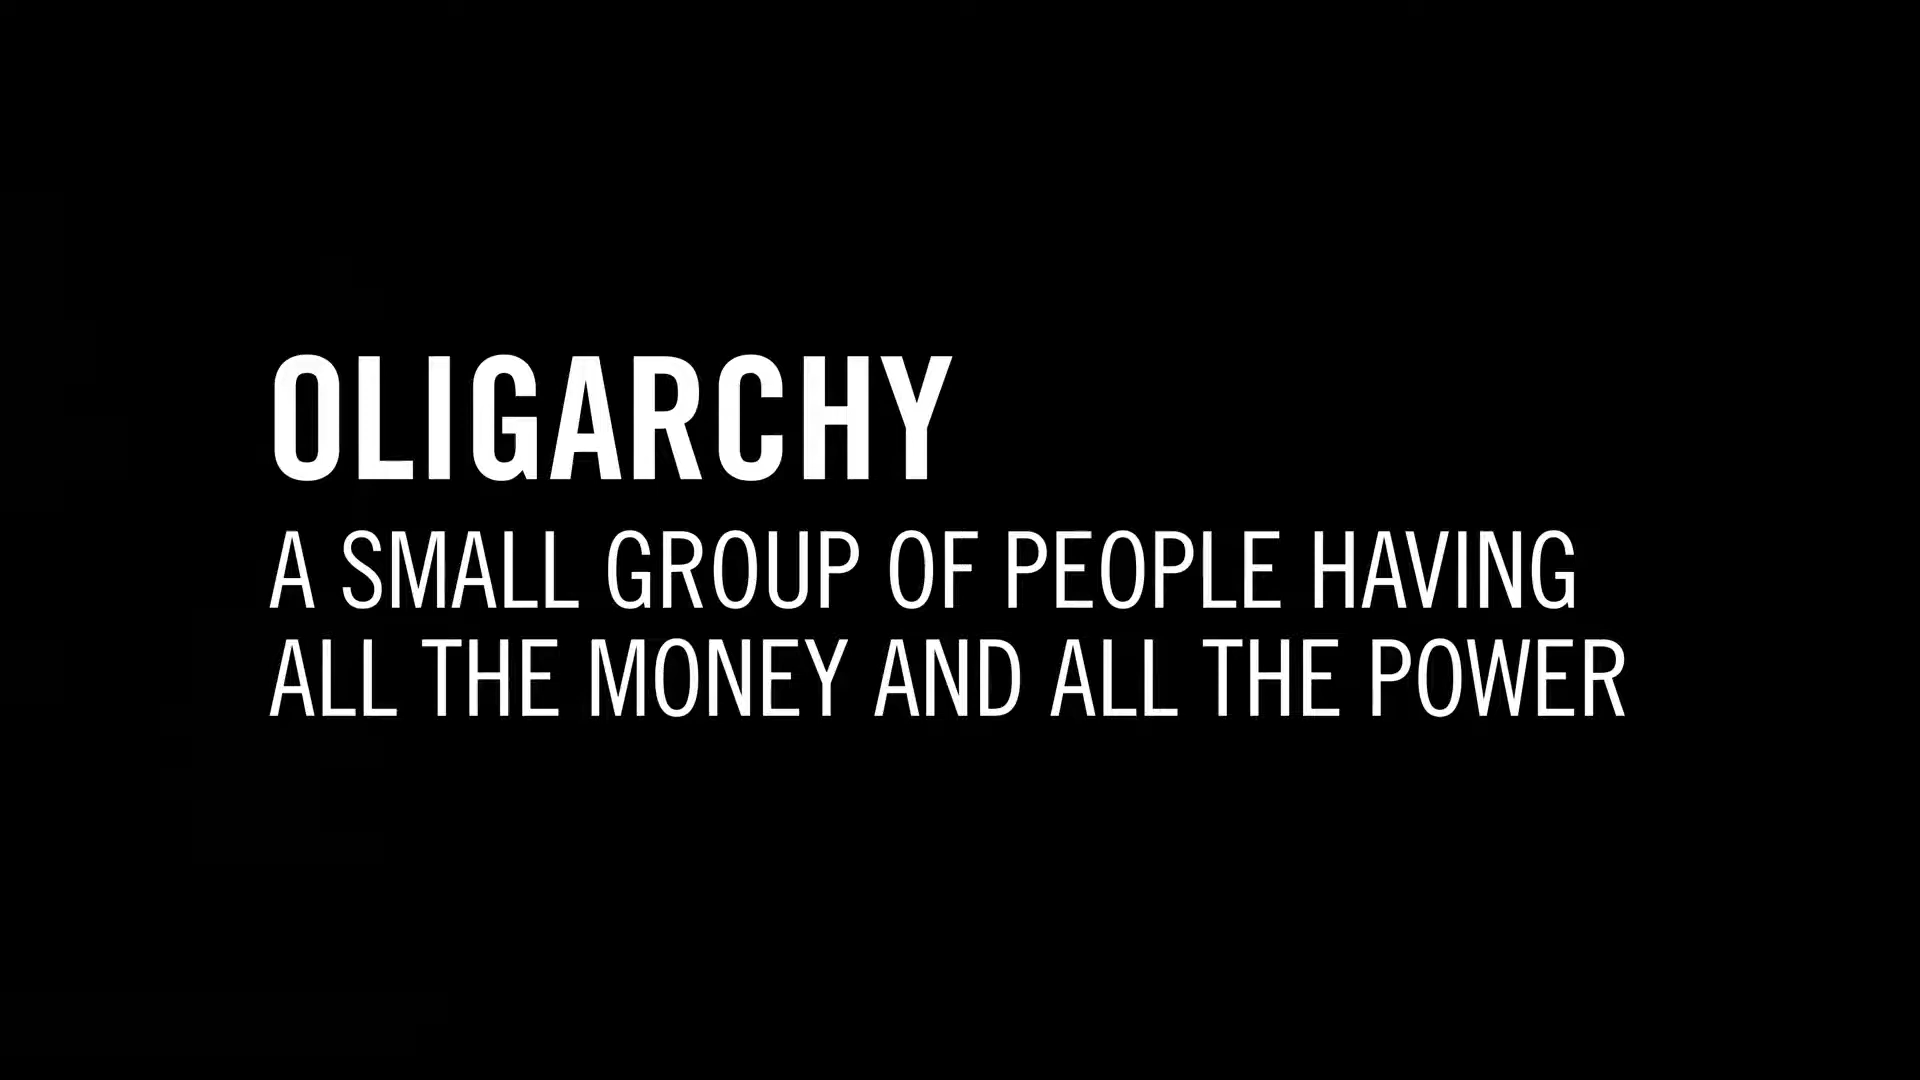 OLIGARCHY
A SMALL GROUP OF PEOPLE HAVING
ALL THE MONEY AND ALL THE POWER